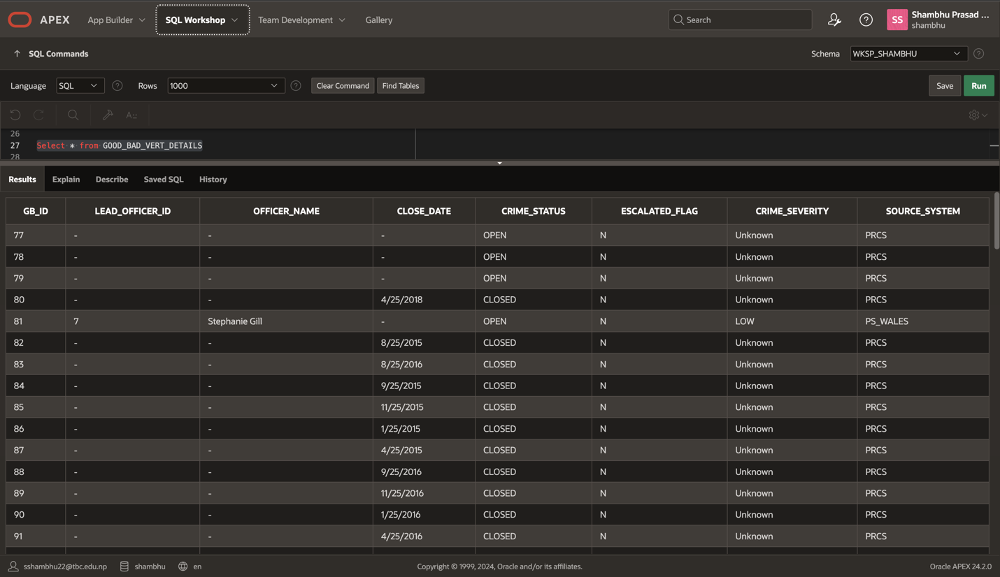 APEX App Builder SQL Workshop Team Development Gallery Search SS Shambhu Prasad ...
shambhu
SQL Commands Schema WKSP_SHAMBHU
Language SQL Rows 1000 Clear Command Find Tables Save Run
A::
26
27 Select * from GOOD_BAD_VERT_DETAILS
28
Results Explain Describe Saved SQL History
GB_ID LEAD_OFFICER_ID OFFICER_NAME CLOSE_DATE CRIME_STATUS ESCALATED_FLAG CRIME_SEVERITY SOURCE_SYSTEM
77 - - - OPEN N Unknown PRCS
78 - - - OPEN N Unknown PRCS
79 - - - OPEN N Unknown PRCS
80 - - 4/25/2018 CLOSED N Unknown PRCS
81 7 Stephanie Gill - OPEN N LOW PS_WALES
82 - - 8/25/2015 CLOSED N Unknown PRCS
83 - - 8/25/2016 CLOSED N Unknown PRCS
84 - - 9/25/2015 CLOSED N Unknown PRCS
85 - - 11/25/2015 CLOSED N Unknown PRCS
86 - - 1/25/2015 CLOSED N Unknown PRCS
87 - - 4/25/2015 CLOSED N Unknown PRCS
88 - - 9/25/2016 CLOSED N Unknown PRCS
89 - - 11/25/2016 CLOSED N Unknown PRCS
90 - - 1/25/2016 CLOSED N Unknown PRCS
91 - - 4/25/2016 CLOSED N Unknown PRCS
sshambhu22@tbc.edu.np shambhu en Copyright © 1999, 2024, Oracle and/or its affiliates. Oracle APEX 24.2.0